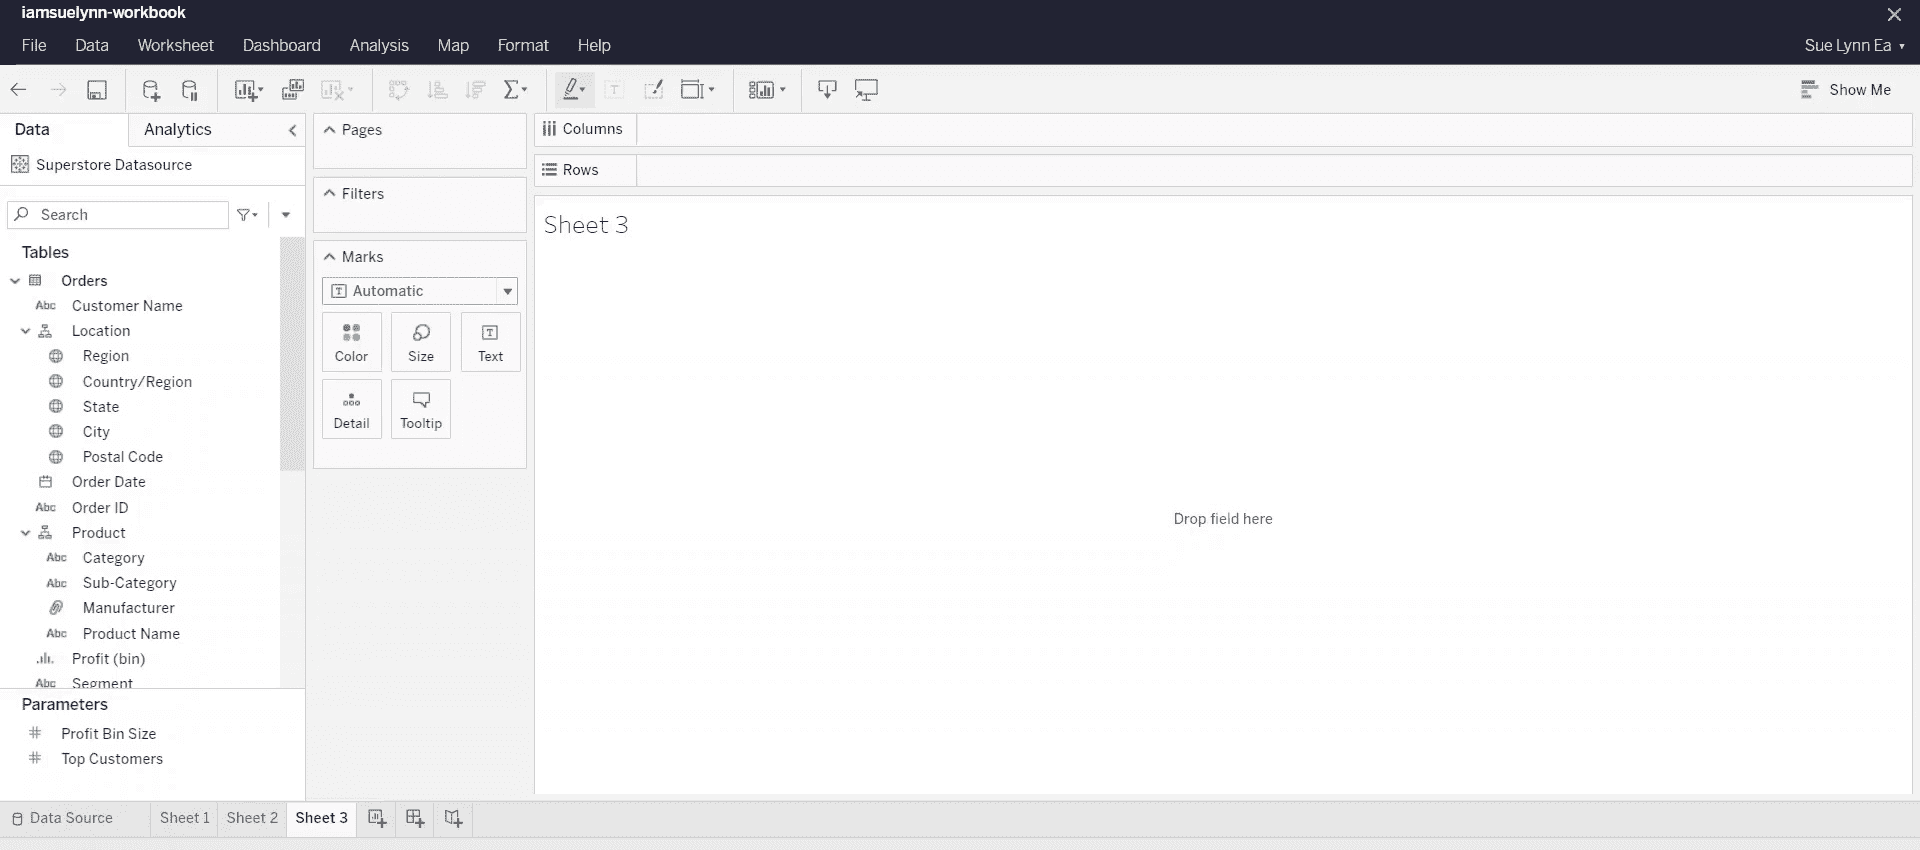 iamsuelynn-workbook
File Data Worksheet Dashboard Analysis Map Format Help
Sue Lynn Ea
Show Me
Data Analytics
Superstore Datasource
Search
Tables
Orders
Abc Customer Name
Location
Region
Country/Region
State
City
Postal Code
Order Date
Abc Order ID
Product
Abc Category
Abc Sub-Category
Manufacturer
Abc Product Name
Profit (bin)
Abc Segment
Parameters
# Profit Bin Size
# Top Customers
Pages
Filters
Marks
T Automatic
Color Size Text
Detail Tooltip
Columns
Rows
Sheet 3
Drop field here
Data Source Sheet 1 Sheet 2 Sheet 3